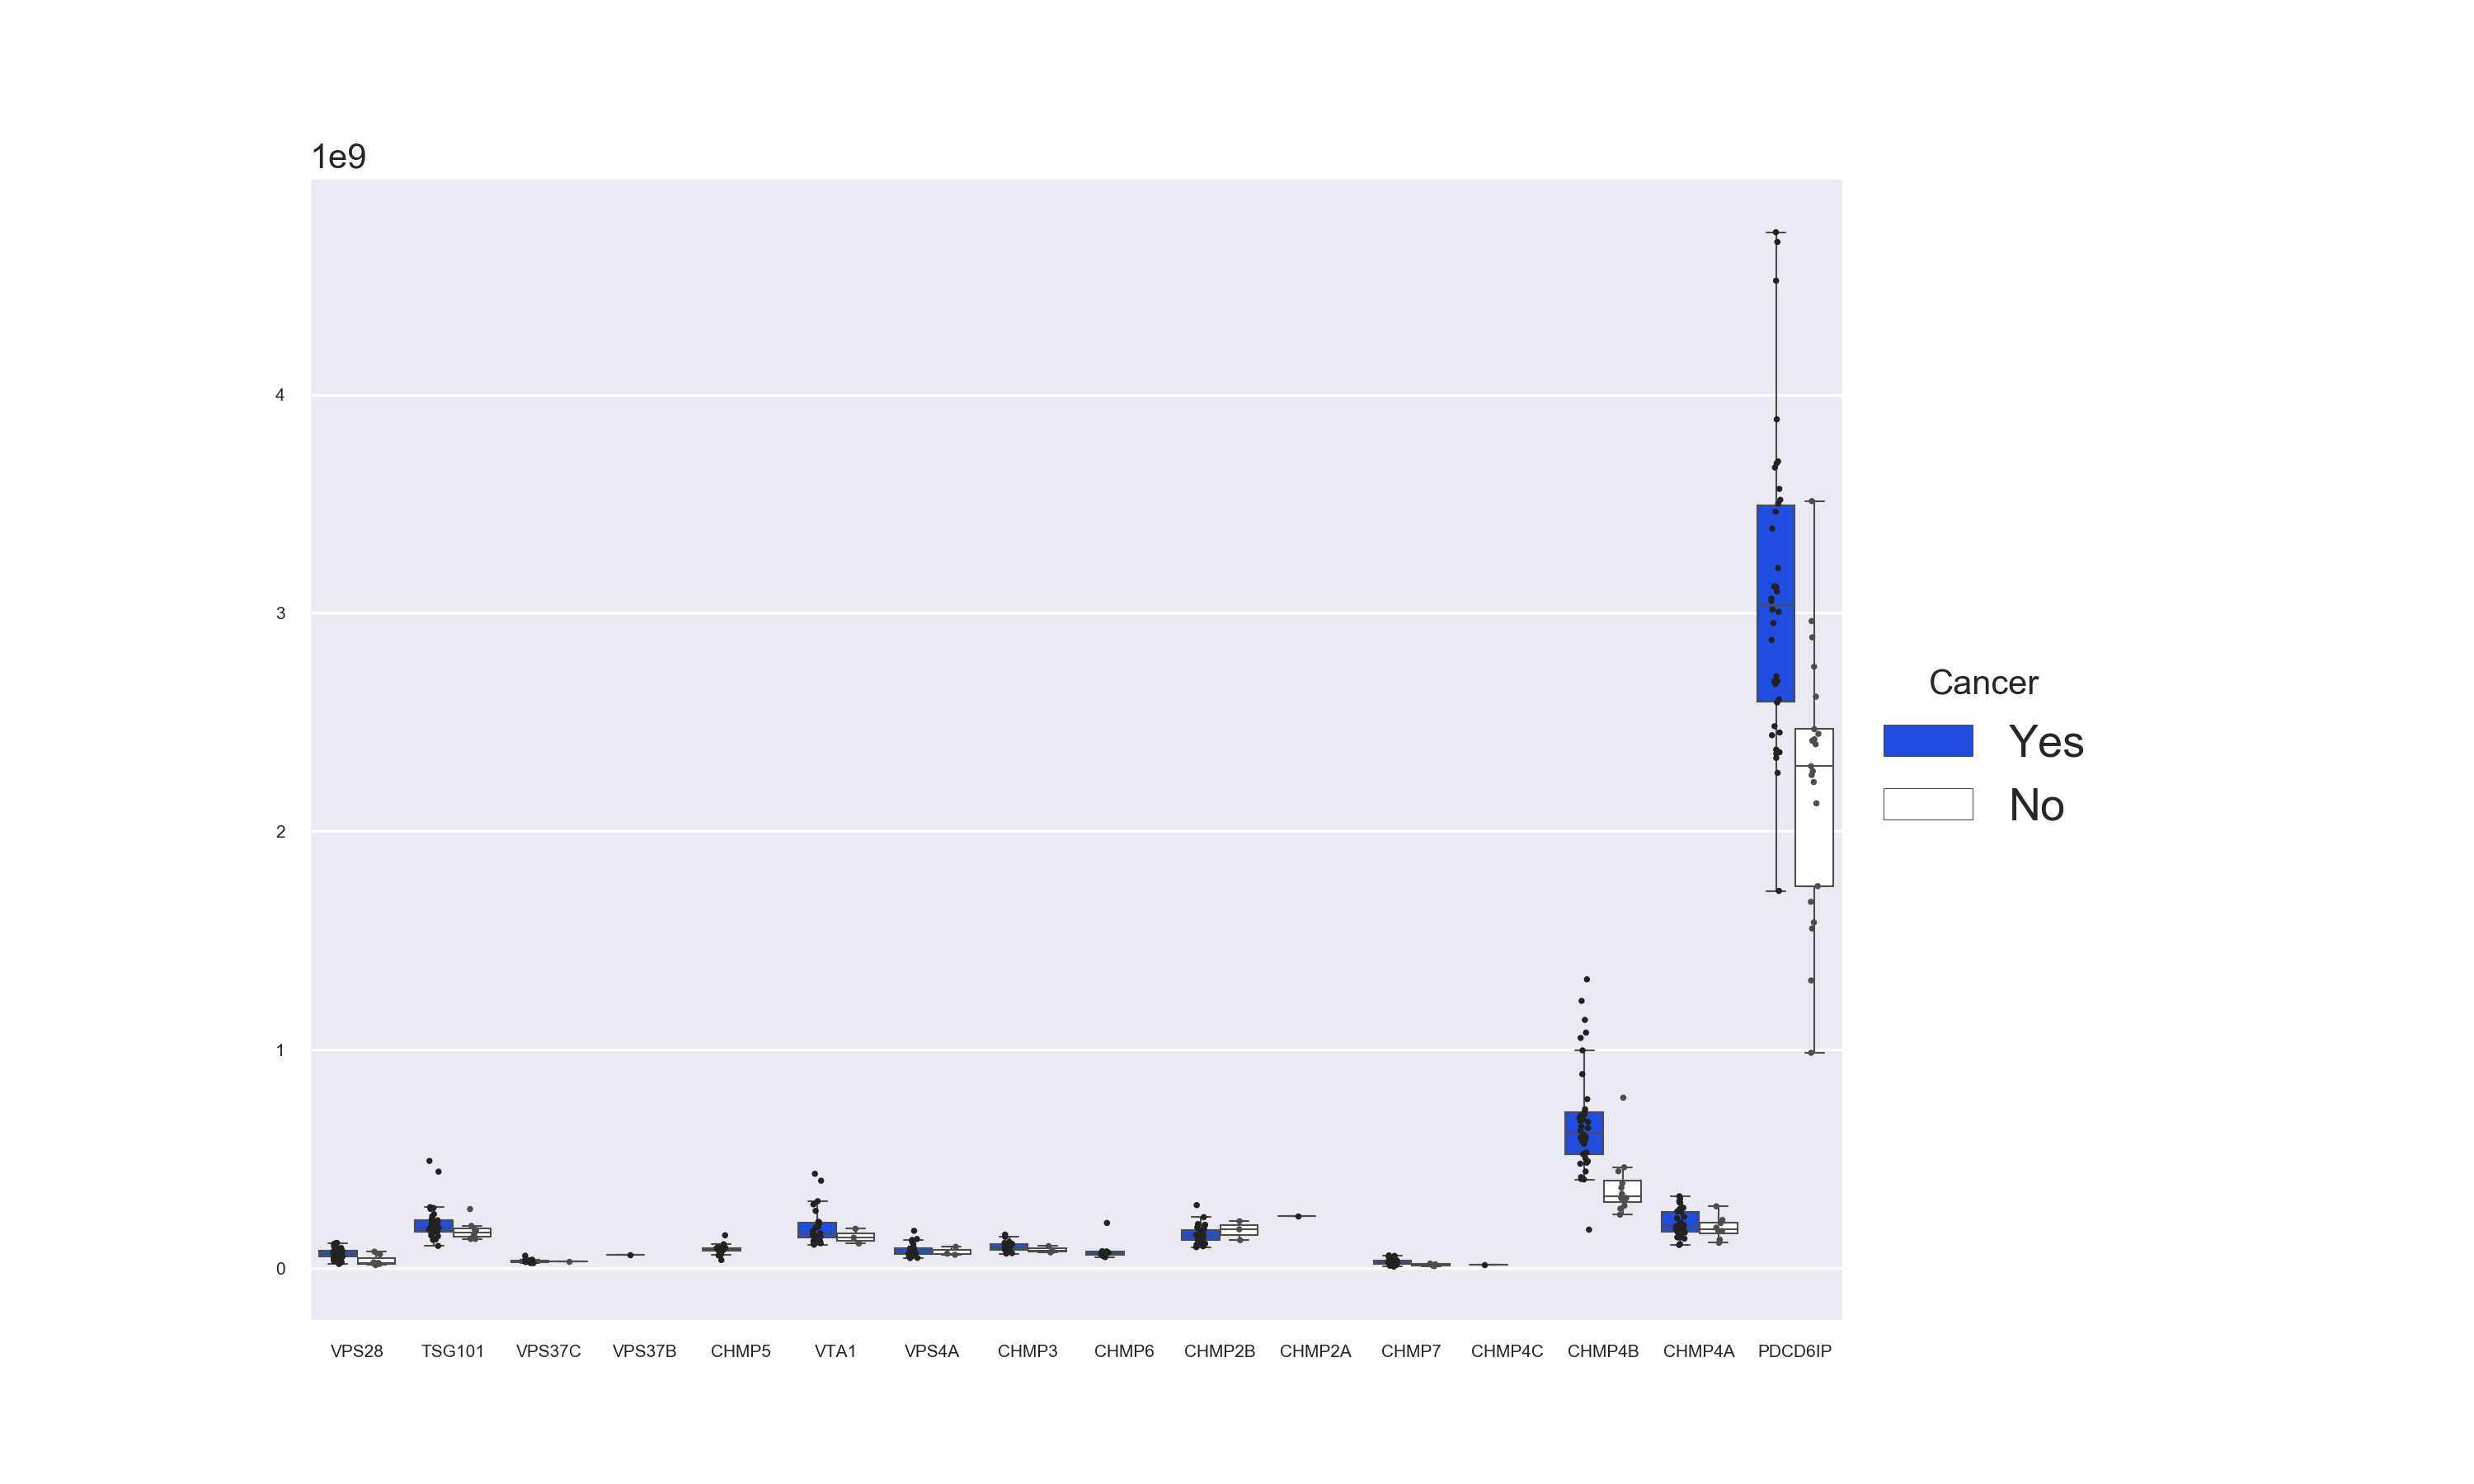 1e9
4
3
2
1
0
VPS28 TSG101 VPS37C VPS37B CHMP5 VTA1 VPS4A CHMP3 CHMP6 CHMP2B CHMP2A CHMP7 CHMP4C CHMP4B CHMP4A PDCD6IP
Cancer
Yes
No